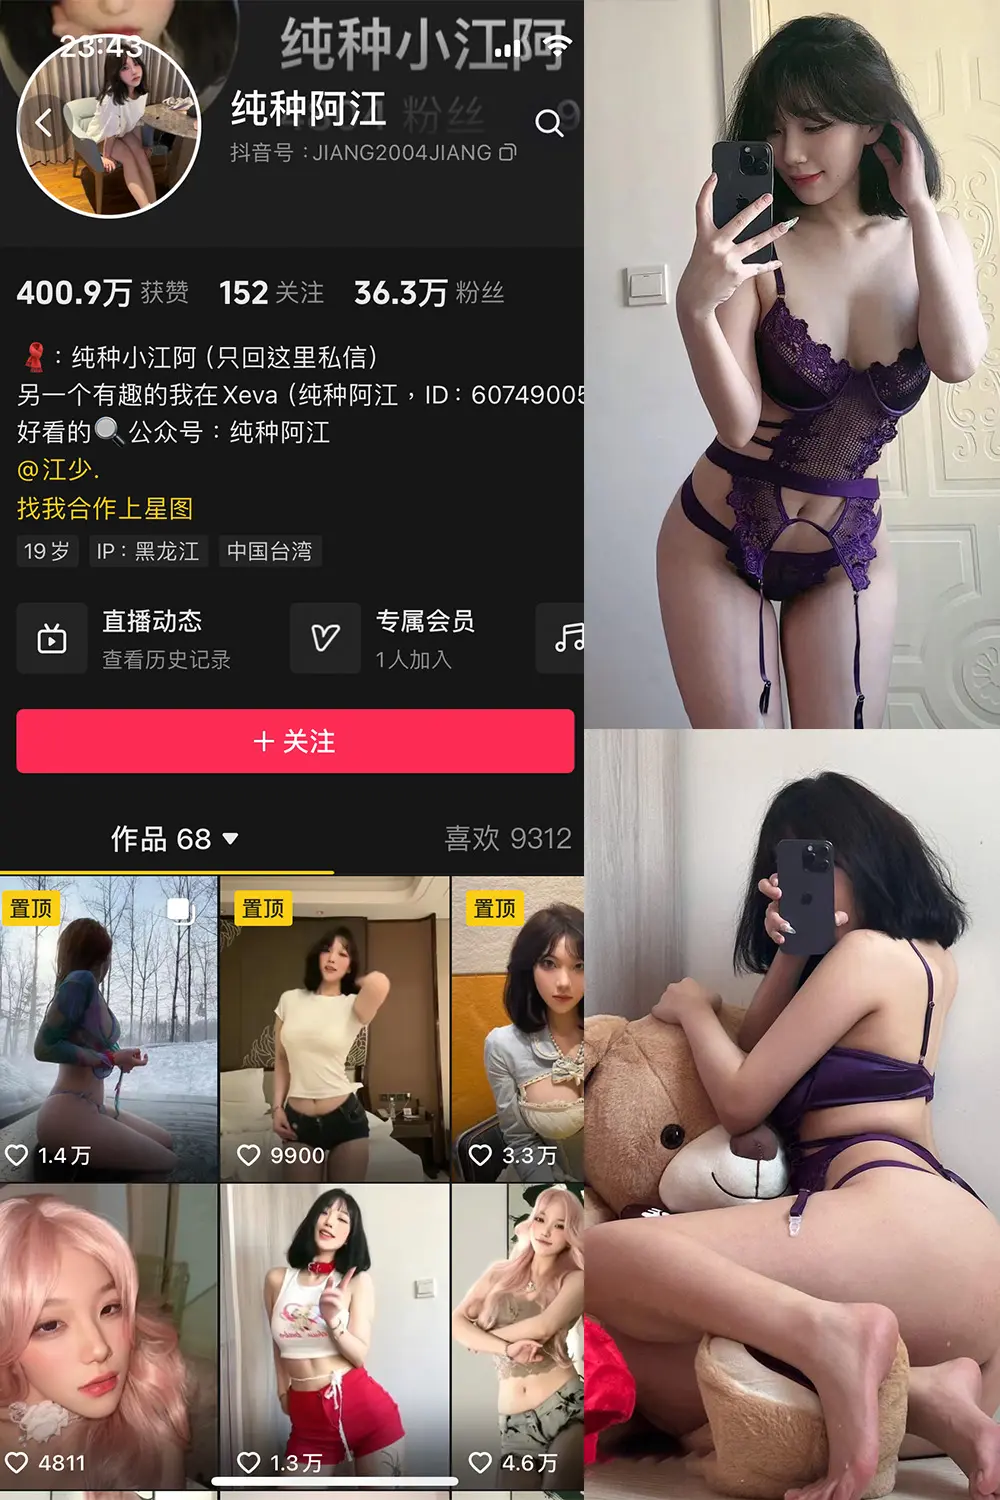 纯种小江阿
23:43
纯种阿江
粉丝
抖音号：JIANG2004JIANG
400.9万 获赞 152 关注 36.3万 粉丝
：纯种小江阿（只回这里私信）
另一个有趣的我在 Xeva（纯种阿江，ID：60749005
好看的🔍公众号：纯种阿江
@江少.
找我合作上星图
19岁 IP：黑龙江 中国台湾
直播动态 专属会员
查看历史记录 1人加入
＋关注
作品 68 喜欢 9312
置顶 置顶 置顶
1.4万 9900 3.3万
4811 1.3万 4.6万